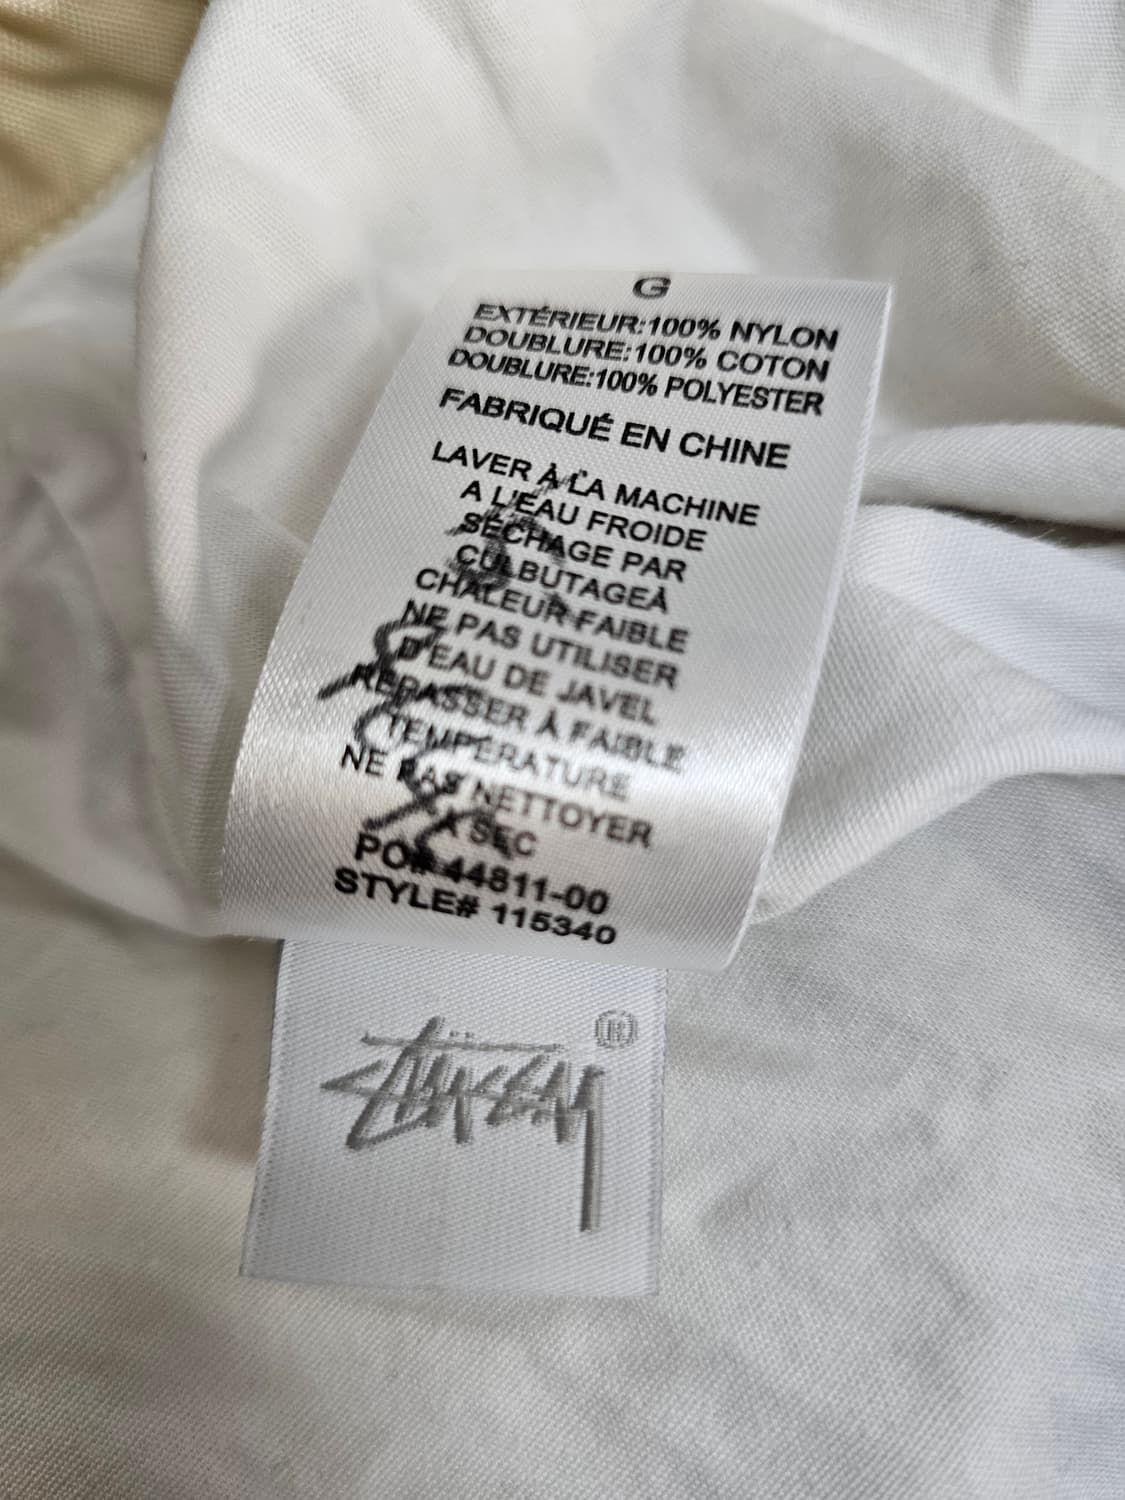 G
EXTÉRIEUR:100% NYLON
DOUBLURE:100% COTON
DOUBLURE:100% POLYESTER
FABRIQUÉ EN CHINE
LAVER À LA MACHINE
A L'EAU FROIDE
SÉCHAGE PAR
CULBUTAGEÀ
CHALEUR FAIBLE
NE PAS UTILISER
D'EAU DE JAVEL
REPASSER À FAIBLE
TEMPÉRATURE
NE PAS NETTOYER
À SEC
PO# 44811-00
STYLE# 115340
Stüssy ®